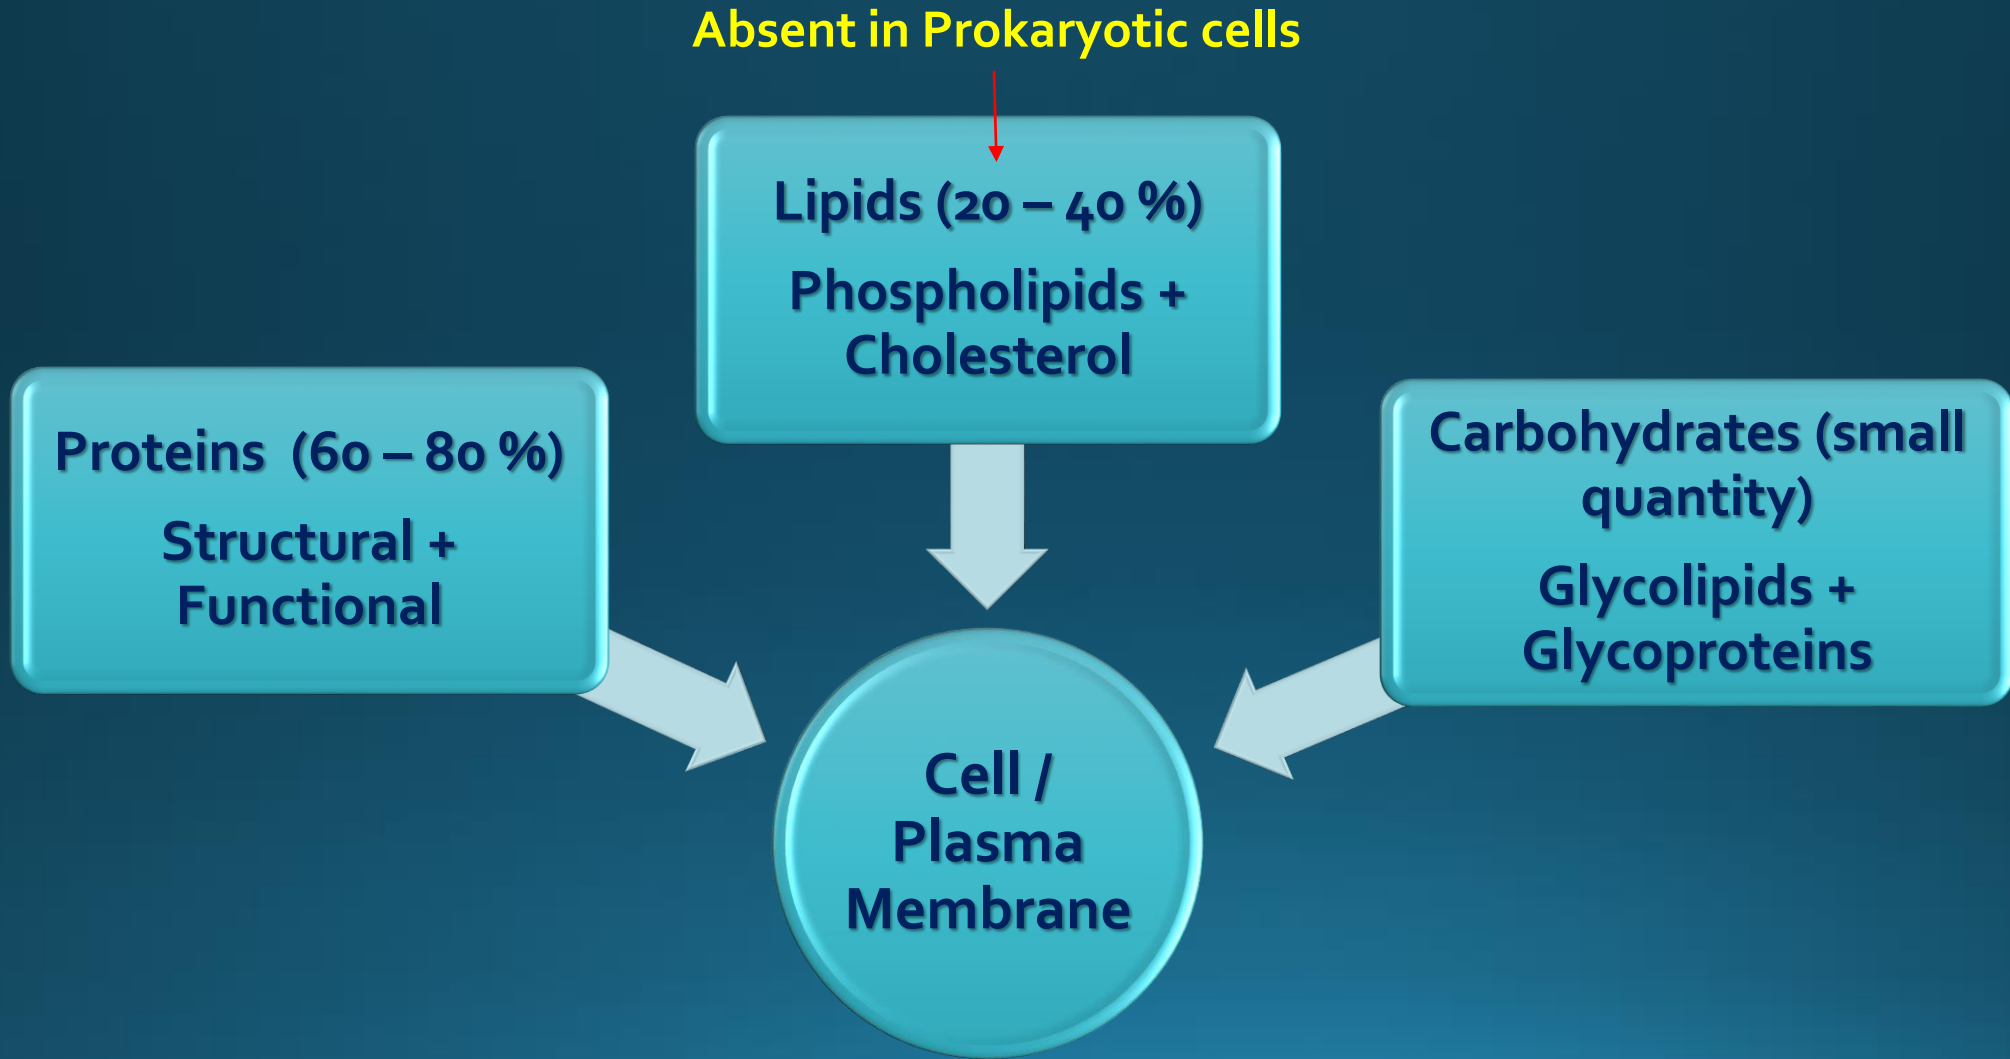 Absent in Prokaryotic cells
Lipids (20 – 40 %)
Phospholipids +
Cholesterol
Proteins (60 – 80 %)
Structural +
Functional
Carbohydrates (small
quantity)
Glycolipids +
Glycoproteins
Cell /
Plasma
Membrane